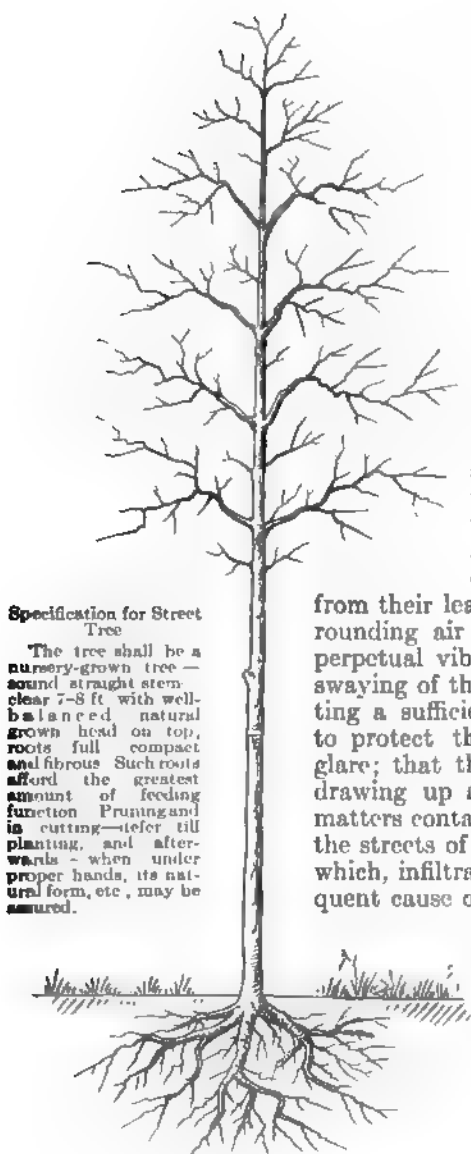 Specification for Street
Tree
The tree shall be a
nursery-grown tree —
sound straight stem
clear 7-8 ft with well-
balanced natural
grown head on top,
roots full compact
and fibrous Such roots
afford the greatest
amount of feeding
function Pruning and
in cutting—defer till
planting, and after-
wards - when under
proper hands, its nat-
ural form, etc, may be
assured.
from their lea
rounding air
perpetual vib
swaying of th
ting a sufficie
to protect th
glare; that th
drawing up a
matters conta
the streets of
which, infiltra
quent cause o